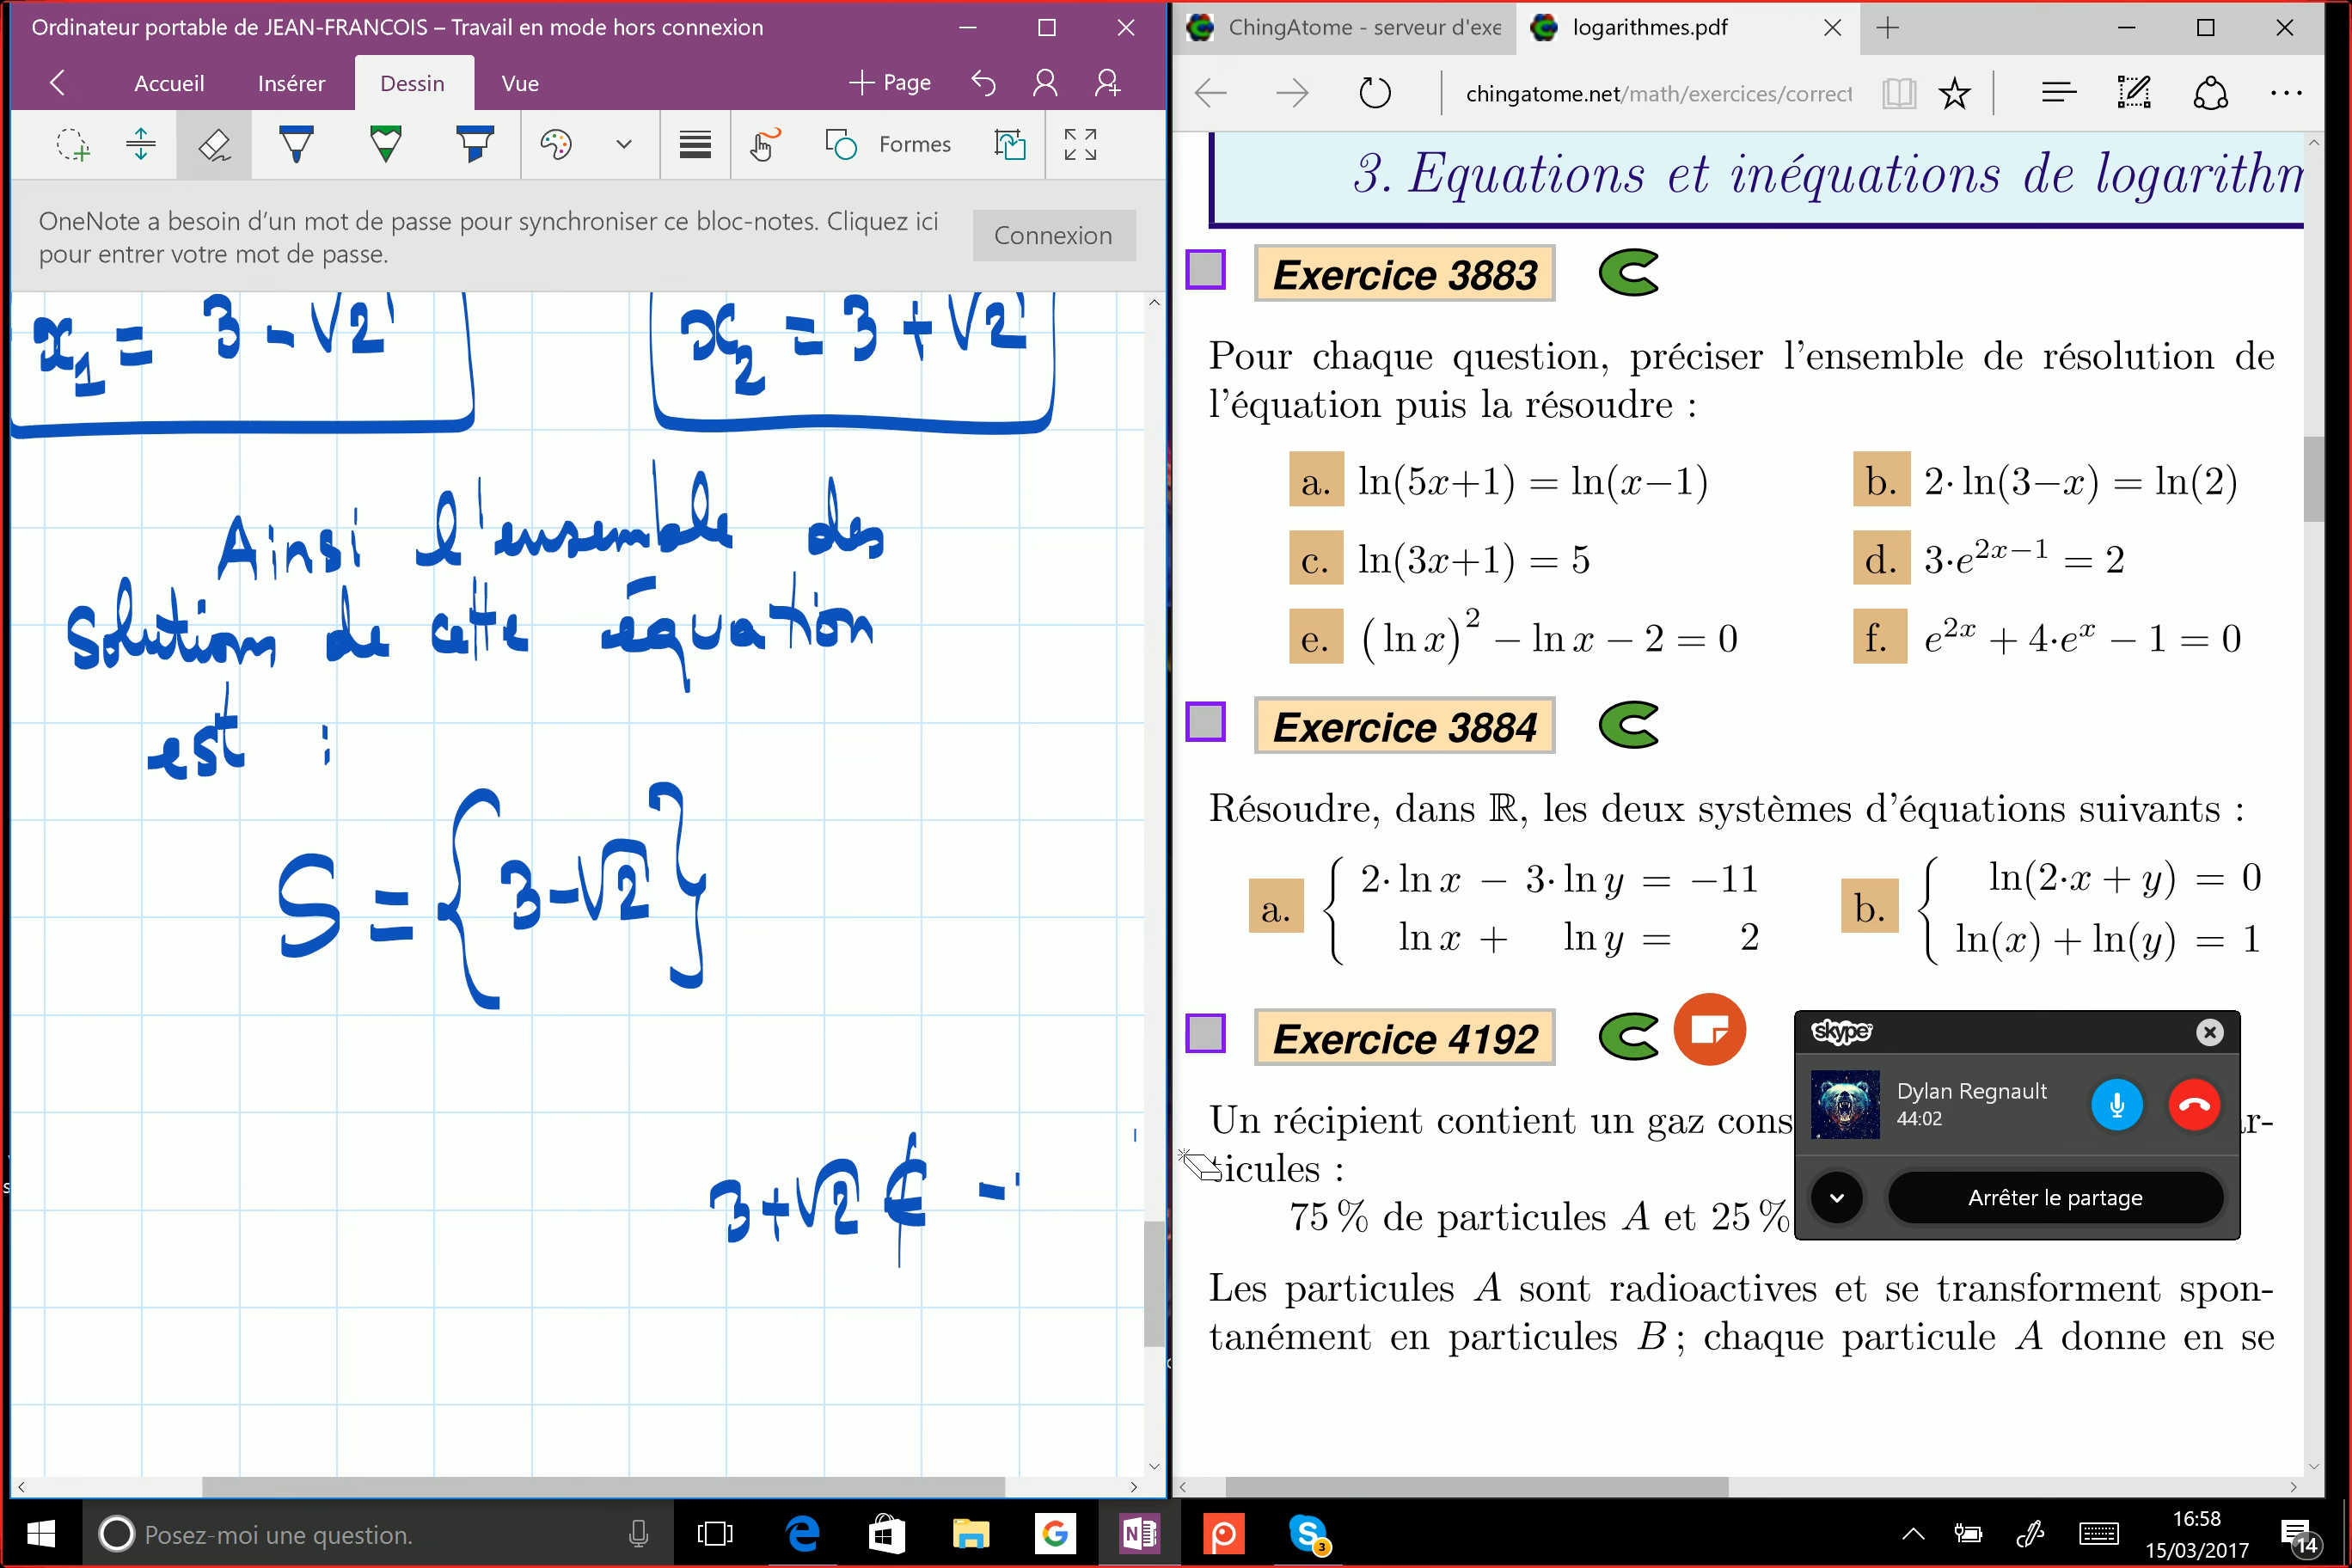 Ordinateur portable de JEAN-FRANCOIS – Travail en mode hors connexion
Accueil Insérer Dessin Vue Page
Formes
OneNote a besoin d'un mot de passe pour synchroniser ce bloc-notes. Cliquez ici
pour entrer votre mot de passe.
Connexion
x₁ = 3 - √2 x₂ = 3 + √2
Ainsi l'ensemble des
solution de cette équation
est :
S = {3-√2}
3+√2 ∉
ChingAtome - serveur d'exe
logarithmes.pdf
chingatome.net/math/exercices/correct
3. Equations et inéquations de logarithm
Exercice 3883
Pour chaque question, préciser l'ensemble de résolution de
l'équation puis la résoudre :
a. ln(5x+1) = ln(x−1) b. 2·ln(3−x) = ln(2)
c. ln(3x+1) = 5 d. 3·e^{2x−1} = 2
e. (ln x)² − ln x − 2 = 0 f. e^{2x} + 4·e^x − 1 = 0
Exercice 3884
Résoudre, dans ℝ, les deux systèmes d'équations suivants :
a. { 2·ln x − 3·ln y = −11
ln x + ln y = 2
b. { ln(2·x + y) = 0
ln(x) + ln(y) = 1
Exercice 4192
Un récipient contient un gaz cons
r-
ticules :
75 % de particules A et 25 %
Les particules A sont radioactives et se transforment spon-
tanément en particules B ; chaque particule A donne en se
skype
Dylan Regnault
44:02
Arrêter le partage
Posez-moi une question.
3
16:58
15/03/2017
14